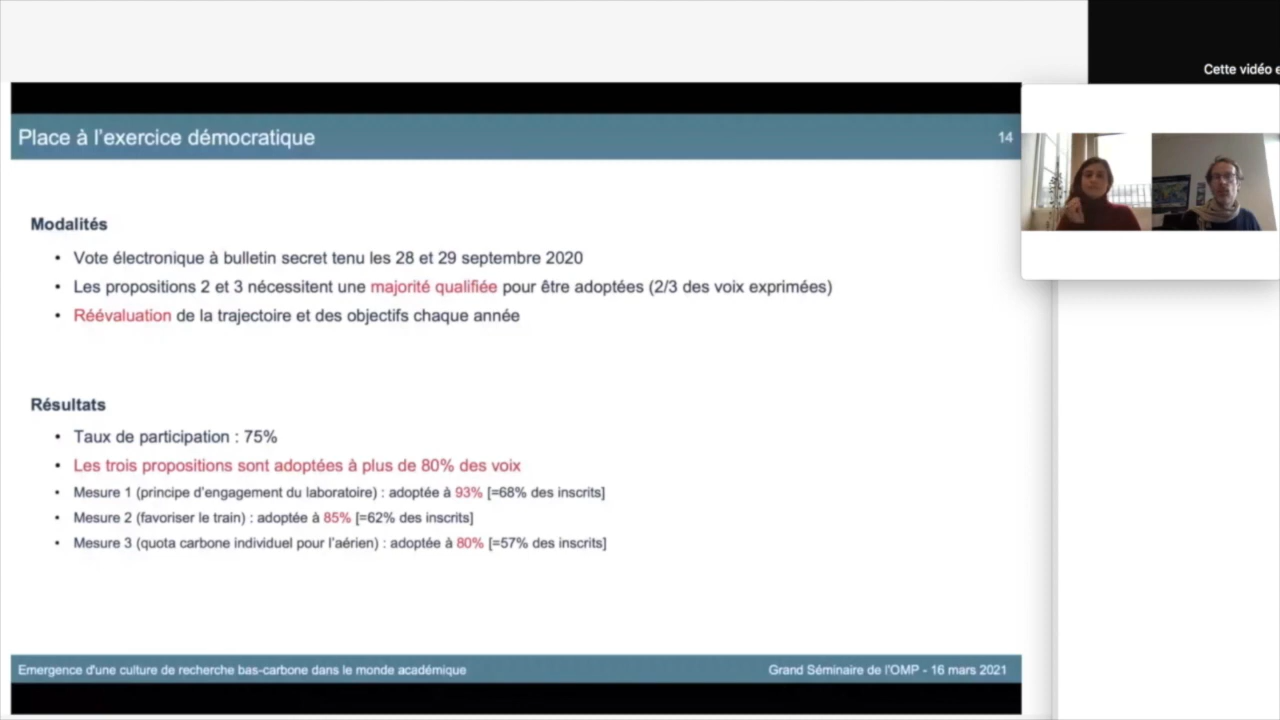 Cette vidéo e
Place à l'exercice démocratique
14
Modalités
• Vote électronique à bulletin secret tenu les 28 et 29 septembre 2020
• Les propositions 2 et 3 nécessitent une majorité qualifiée pour être adoptées (2/3 des voix exprimées)
• Réévaluation de la trajectoire et des objectifs chaque année
Résultats
• Taux de participation : 75%
• Les trois propositions sont adoptées à plus de 80% des voix
• Mesure 1 (principe d'engagement du laboratoire) : adoptée à 93% [=68% des inscrits]
• Mesure 2 (favoriser le train) : adoptée à 85% [=62% des inscrits]
• Mesure 3 (quota carbone individuel pour l'aérien) : adoptée à 80% [=57% des inscrits]
Emergence d'une culture de recherche bas-carbone dans le monde académique
Grand Séminaire de l'OMP - 16 mars 2021